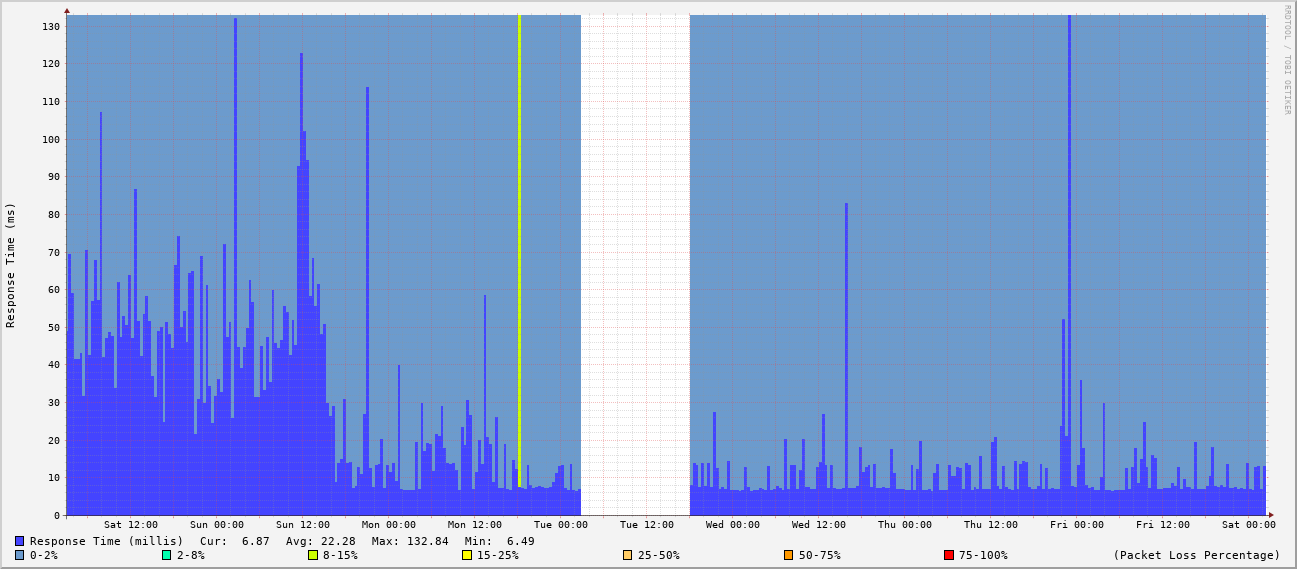 RRDTOOL / TOBI OETIKER
Response Time (ms)
130
120
110
100
90
80
70
60
50
40
30
20
10
0
Sat 12:00 Sun 00:00 Sun 12:00 Mon 00:00 Mon 12:00 Tue 00:00 Tue 12:00 Wed 00:00 Wed 12:00 Thu 00:00 Thu 12:00 Fri 00:00 Fri 12:00 Sat 00:00
Response Time (millis) Cur: 6.87 Avg: 22.28 Max: 132.84 Min: 6.49
0-2% 2-8% 8-15% 15-25% 25-50% 50-75% 75-100% (Packet Loss Percentage)